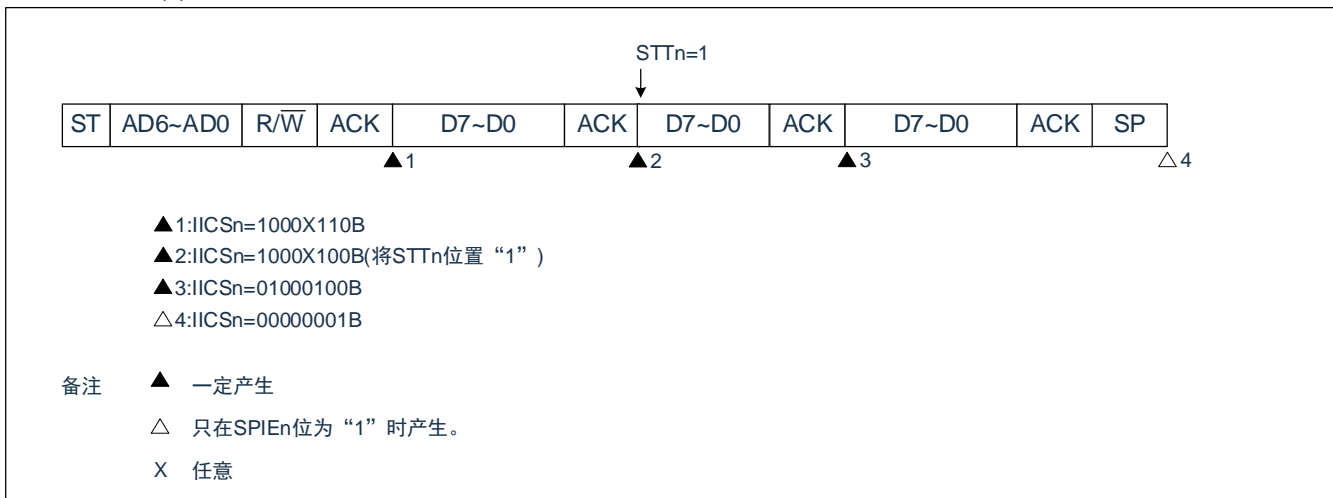 STTn=1
ST AD6~AD0 R/W̅ ACK D7~D0 ACK D7~D0 ACK D7~D0 ACK SP
▲1 ▲2 ▲3 △4
▲1:IICSn=1000X110B
▲2:IICSn=1000X100B(将STTn位置“1”)
▲3:IICSn=01000100B
△4:IICSn=00000001B
备注 ▲ 一定产生
△ 只在SPIEn位为“1”时产生。
X 任意